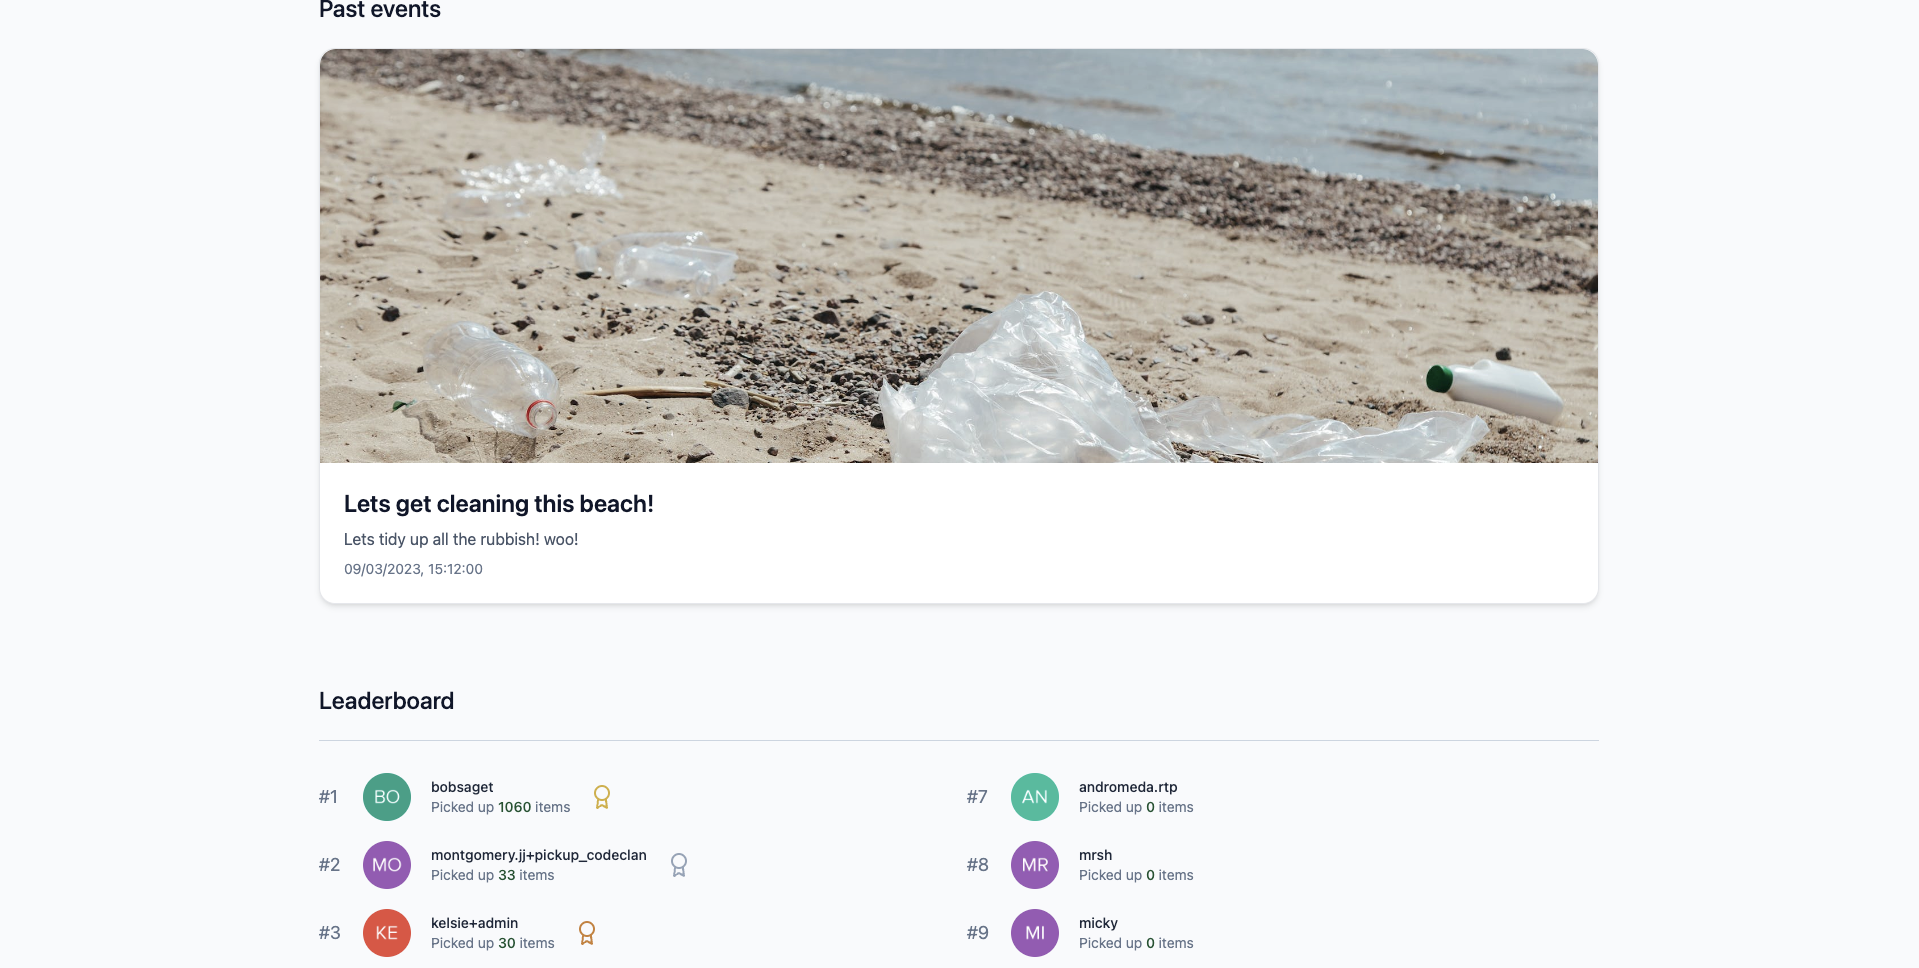 Past events
Lets get cleaning this beach!
Lets tidy up all the rubbish! woo!
09/03/2023, 15:12:00
Leaderboard
#1
BO
bobsaget
Picked up 1060 items
#2
MO
montgomery.jj+pickup_codeclan
Picked up 33 items
#3
KE
kelsie+admin
Picked up 30 items
#7
AN
andromeda.rtp
Picked up 0 items
#8
MR
mrsh
Picked up 0 items
#9
MI
micky
Picked up 0 items